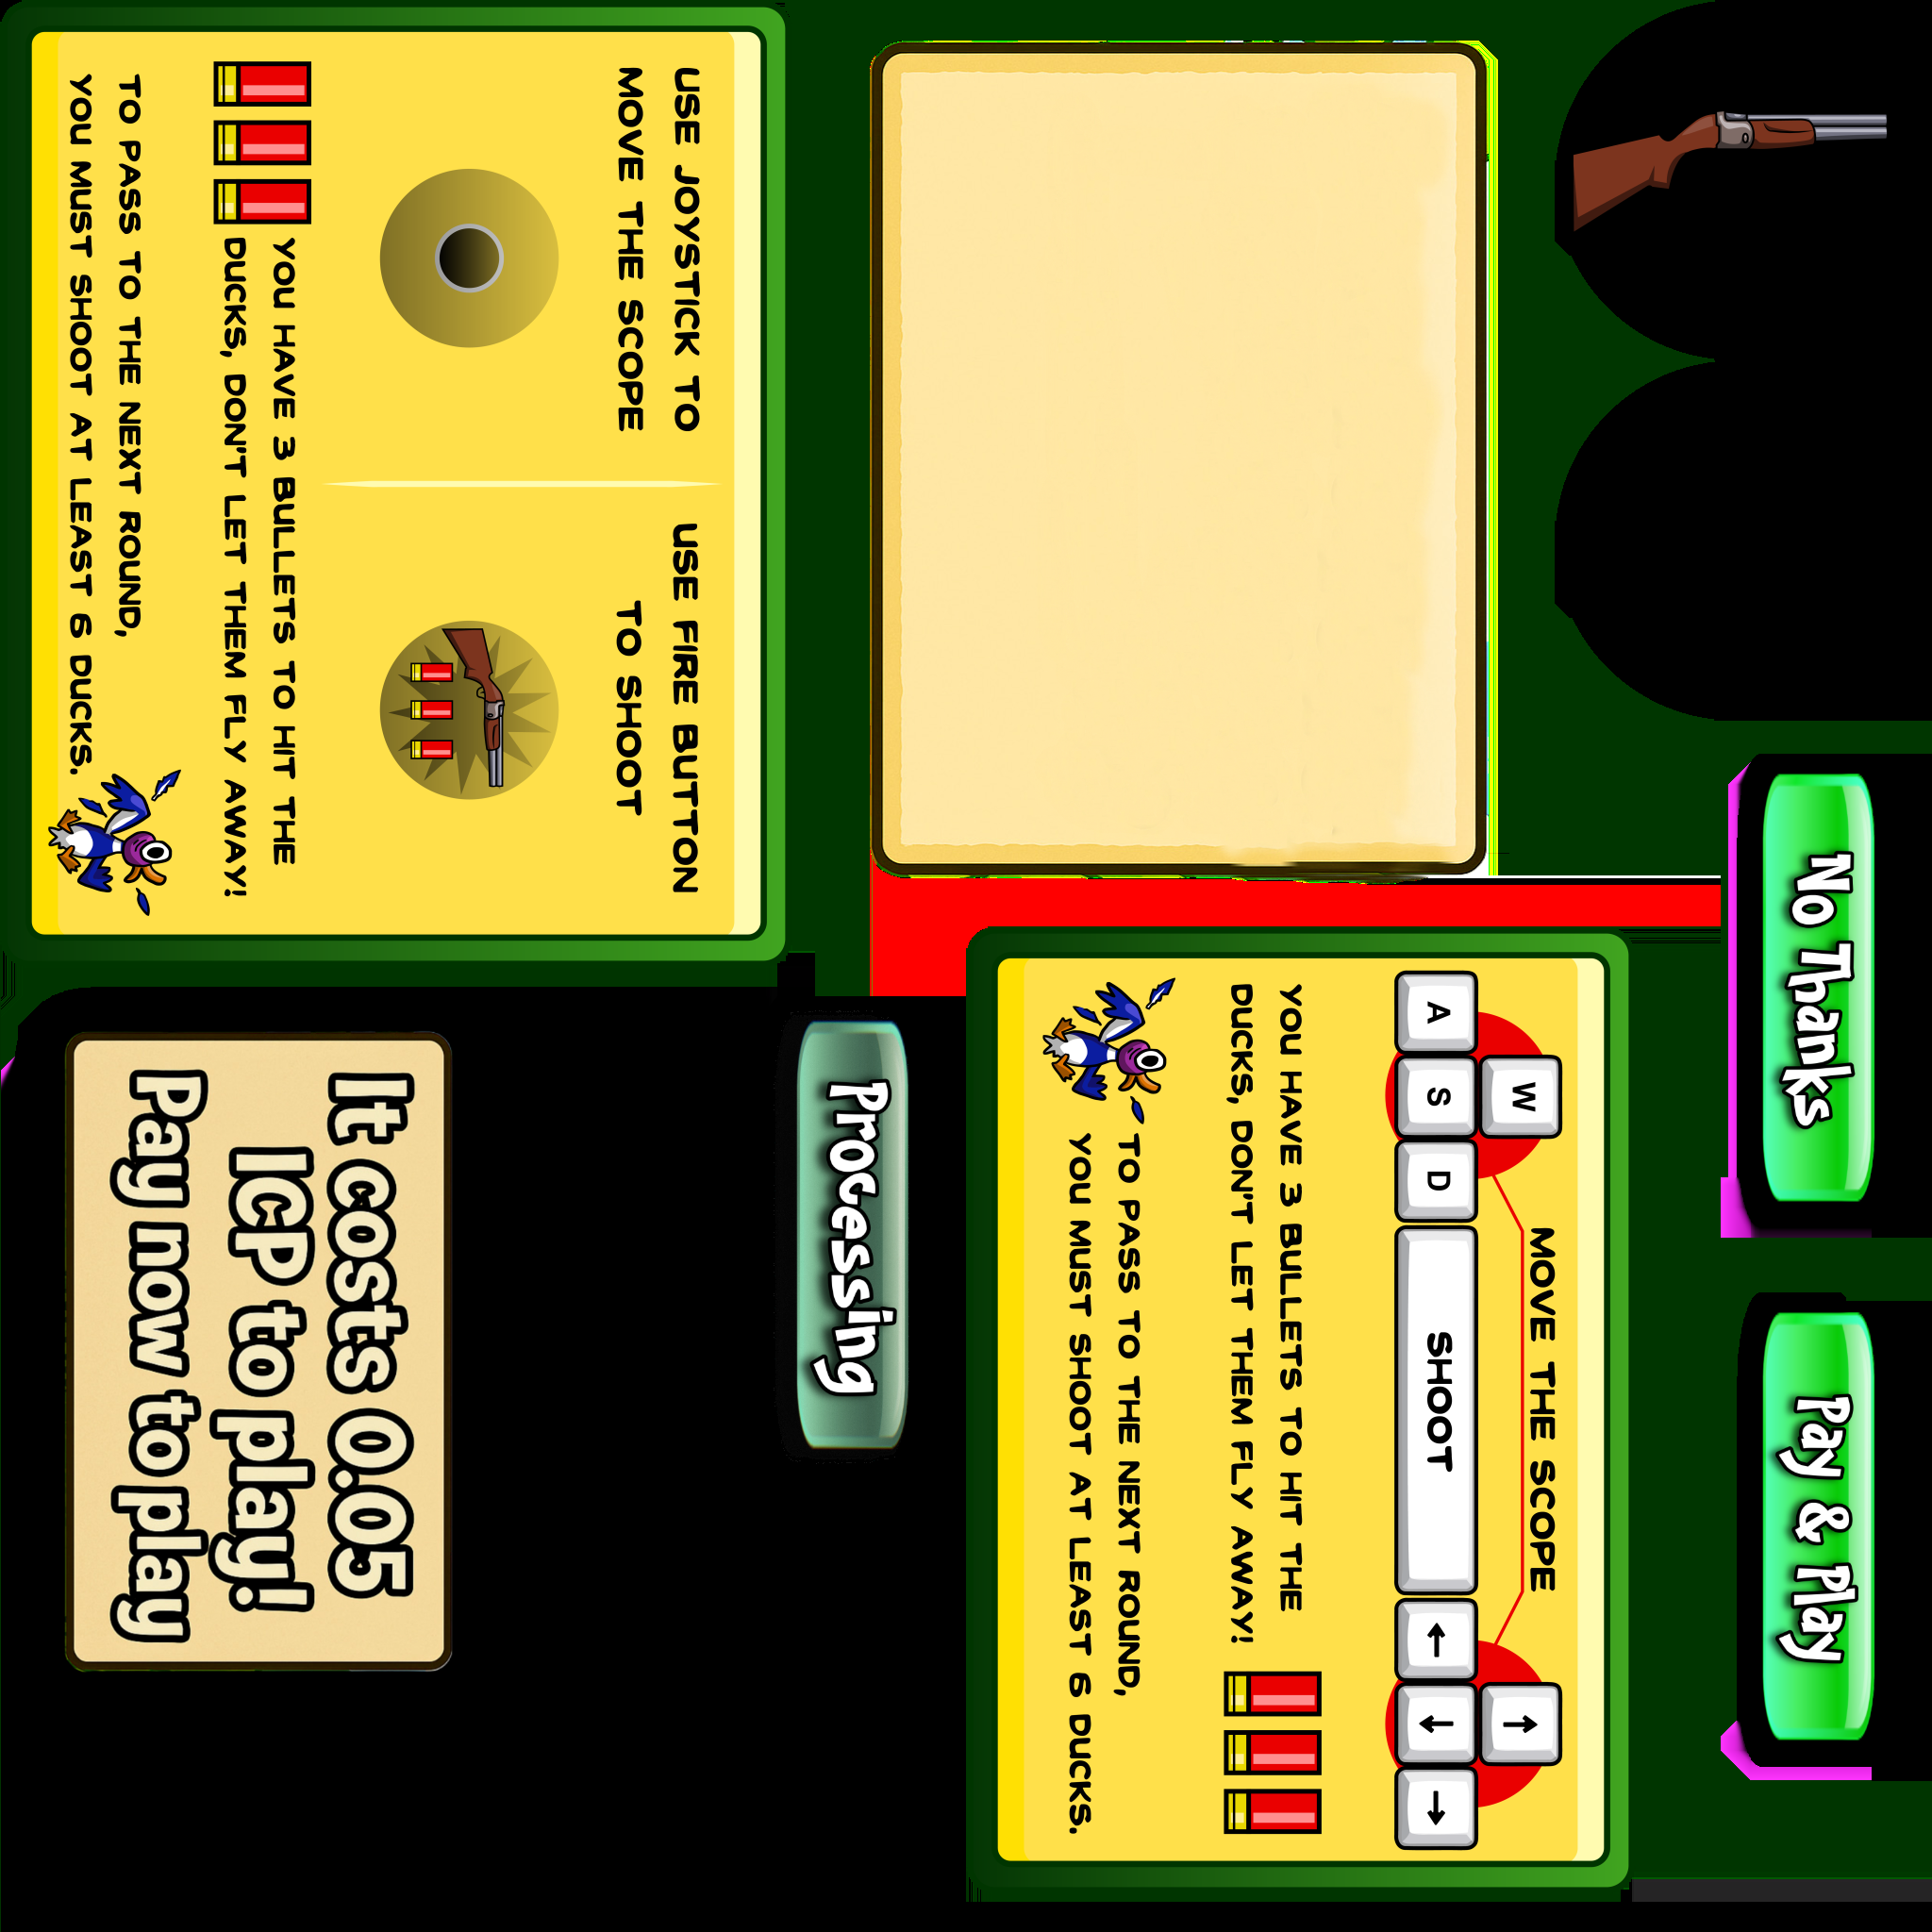 USE JOYSTICK TO
MOVE THE SCOPE
USE FIRE BUTTON
TO SHOOT
YOU HAVE 3 BULLETS TO HIT THE
DUCKS, DON'T LET THEM FLY AWAY!
TO PASS TO THE NEXT ROUND,
YOU MUST SHOOT AT LEAST 6 DUCKS.
No Thanks
Pay & Play
MOVE THE SCOPE
W
A
S
D
SHOOT
↑
←
↓
→
YOU HAVE 3 BULLETS TO HIT THE
DUCKS, DON'T LET THEM FLY AWAY!
TO PASS TO THE NEXT ROUND,
YOU MUST SHOOT AT LEAST 6 DUCKS.
Processing
It costs 0.05
ICP to play!
Pay now to play